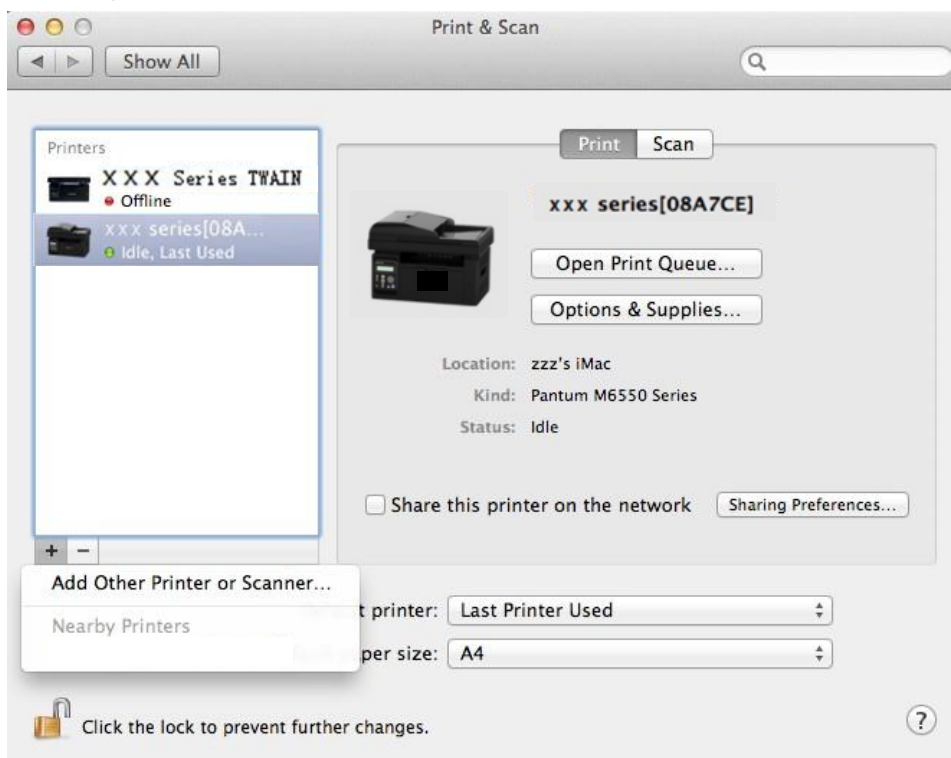 Print & Scan
Show All
Printers
X X X Series TWAIN
Offline
xxx series[08A...
Idle, Last Used
Print Scan
xxx series[08A7CE]
Open Print Queue...
Options & Supplies...
Location: zzz's iMac
Kind: Pantum M6550 Series
Status: Idle
Share this printer on the network Sharing Preferences...
+ −
Add Other Printer or Scanner...
Nearby Printers
t printer: Last Printer Used
paper size: A4
Click the lock to prevent further changes.
?